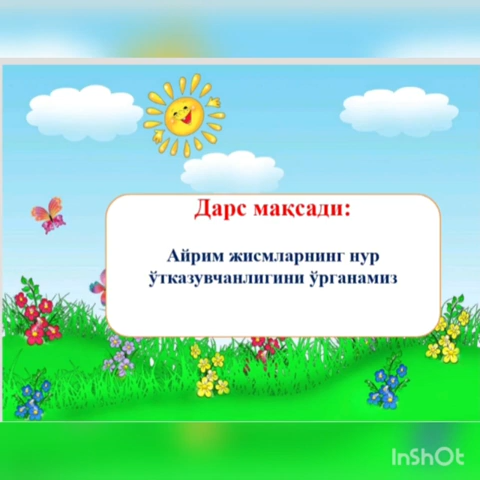 Дарс мақсади:
Айрим жисмларнинг нур
ўтказувчанлигини ўрганамиз
InShOt